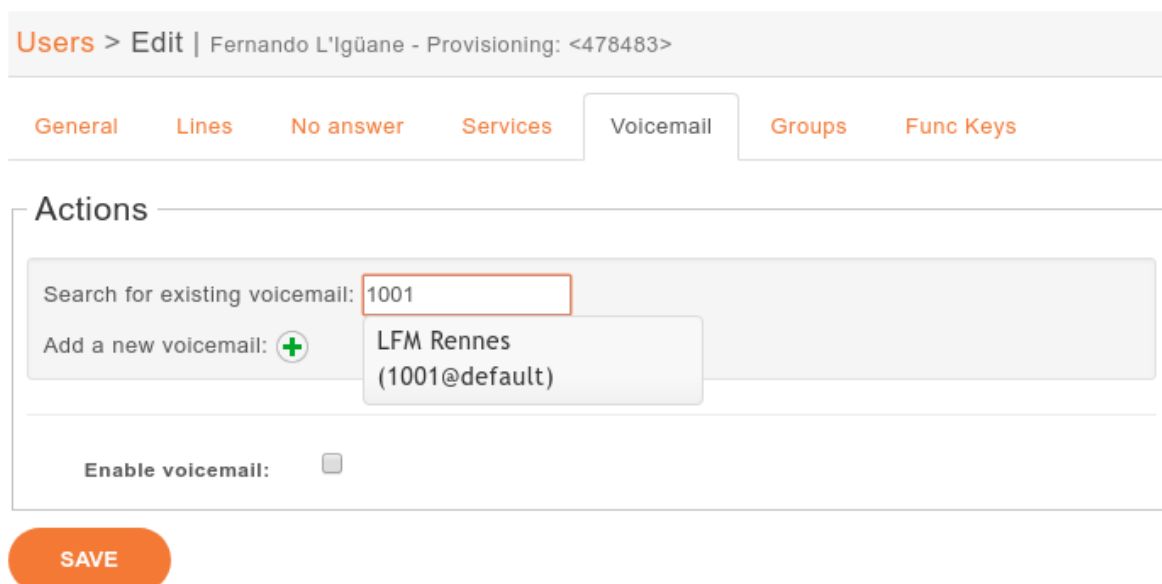 Users > Edit | Fernando L'Igüane - Provisioning: <478483>
General Lines No answer Services Voicemail Groups Func Keys
Actions
Search for existing voicemail: 1001
Add a new voicemail:
LFM Rennes
(1001@default)
Enable voicemail:
SAVE